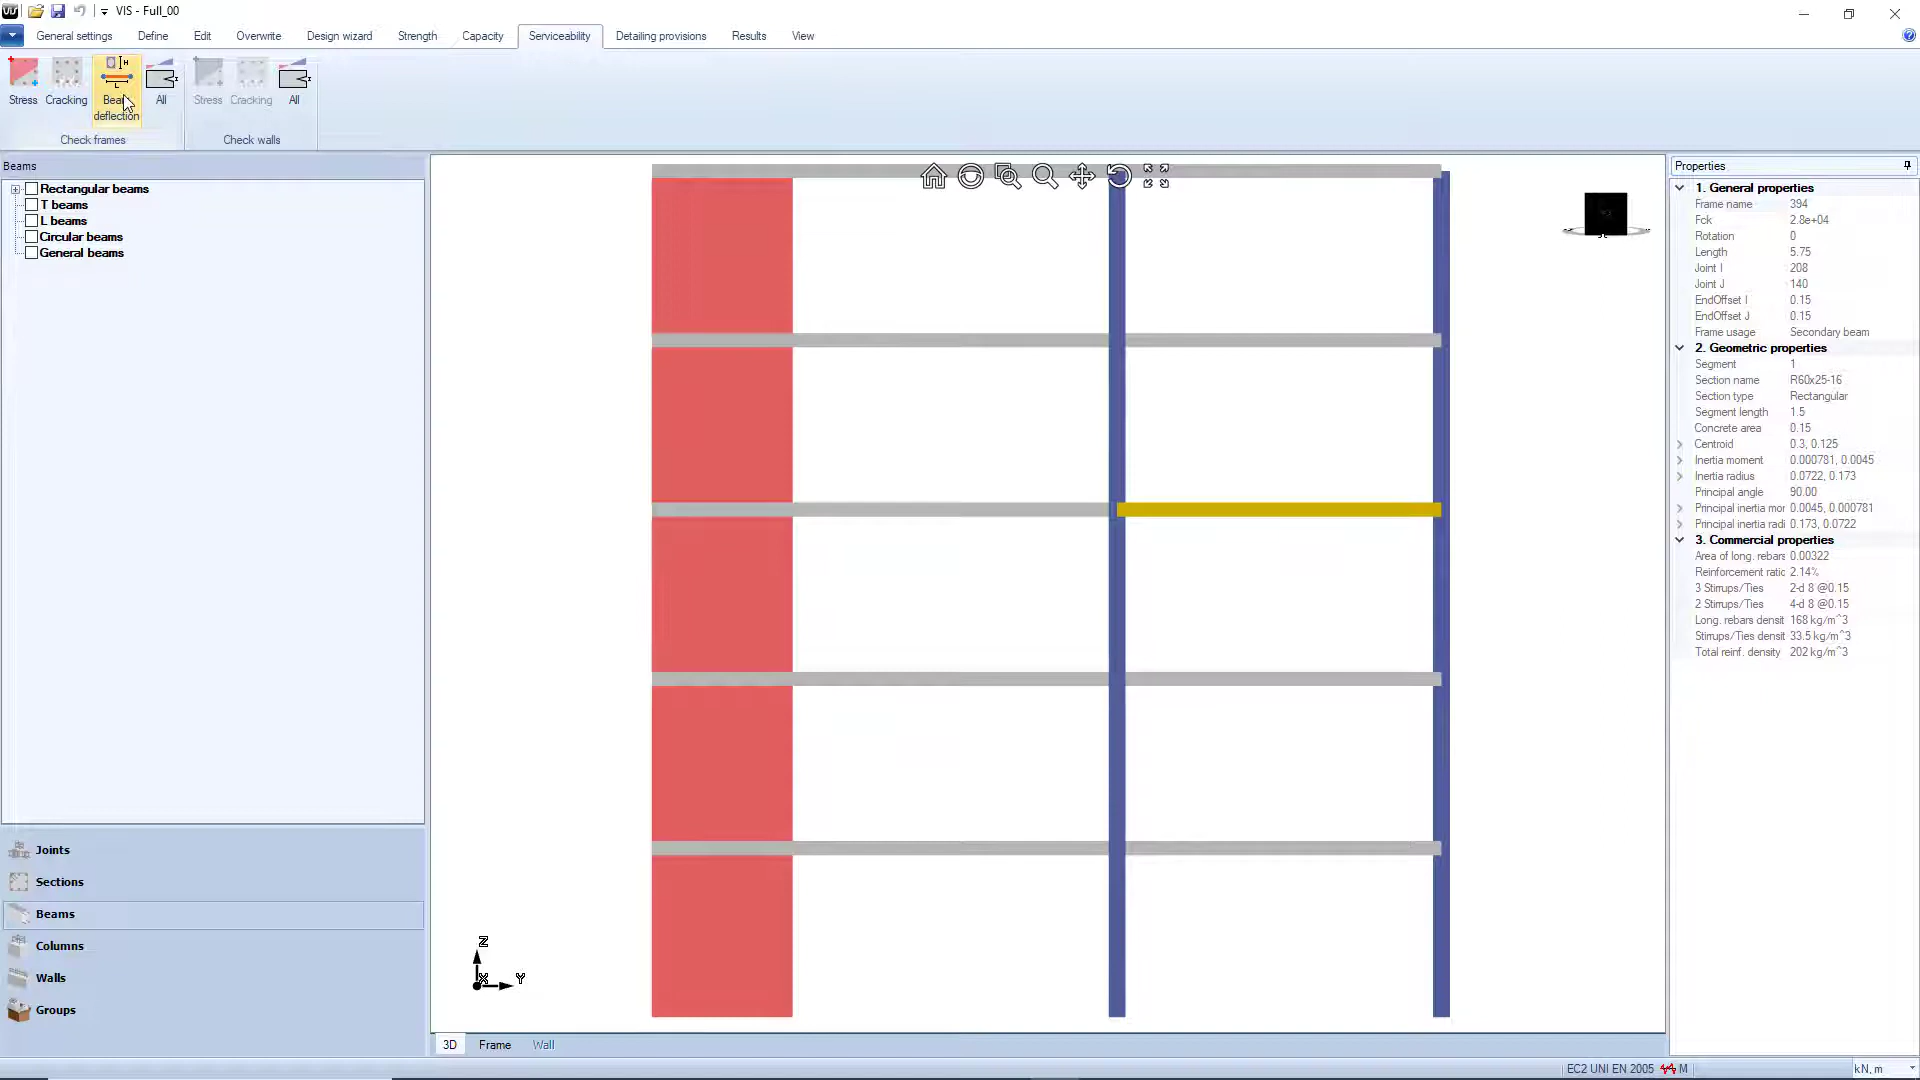 VIS - Full_00
General settings Define Edit Overwrite Design wizard Strength Capacity Serviceability Detailing provisions Results View
Stress Cracking Beam deflection All Stress Cracking All
Check frames Check walls
Beams
Rectangular beams
T beams
L beams
Circular beams
General beams
Joints
Sections
Beams
Columns
Walls
Groups
Z
X Y
3D Frame Wall
Properties
1. General properties
Frame name 394
Fck 2.8e+04
Rotation 0
Length 5.75
Joint I 208
Joint J 140
EndOffset I 0.15
EndOffset J 0.15
Frame usage Secondary beam
2. Geometric properties
Segment 1
Section name R60x25-16
Section type Rectangular
Segment length 1.5
Concrete area 0.15
Centroid 0.3, 0.125
Inertia moment 0.000781, 0.0045
Inertia radius 0.0722, 0.173
Principal angle 90.00
Principal inertia mor 0.0045, 0.000781
Principal inertia radi 0.173, 0.0722
3. Commercial properties
Area of long. rebars 0.00322
Reinforcement ratio 2.14%
3 Stirrups/Ties 2-d 8 @0.15
2 Stirrups/Ties 4-d 8 @0.15
Long. rebars densit 168 kg/m^3
Stirrups/Ties densit 33.5 kg/m^3
Total reinf. density 202 kg/m^3
EC2 UNI EN 2005 M kN, m